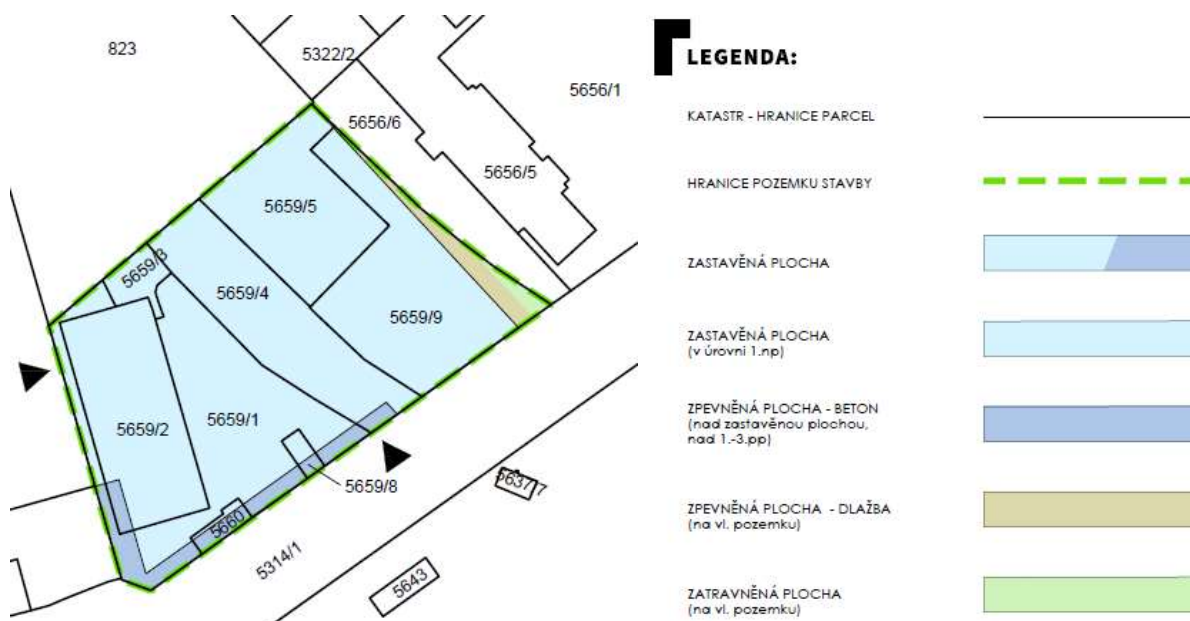 823
5322/2
5656/1
5656/6
5656/5
5659/5
5659/3
5659/4
5659/9
5659/2
5659/1
5659/8
5660
5637/7
5314/1
5643
LEGENDA:
KATASTR - HRANICE PARCEL
HRANICE POZEMKU STAVBY
ZASTAVĚNÁ PLOCHA
ZASTAVĚNÁ PLOCHA
(v úrovni 1.np)
ZPEVNĚNÁ PLOCHA - BETON
(nad zastavěnou plochou,
nad 1.-3.pp)
ZPEVNĚNÁ PLOCHA - DLAŽBA
(na vl. pozemku)
ZATRAVNĚNÁ PLOCHA
(na vl. pozemku)